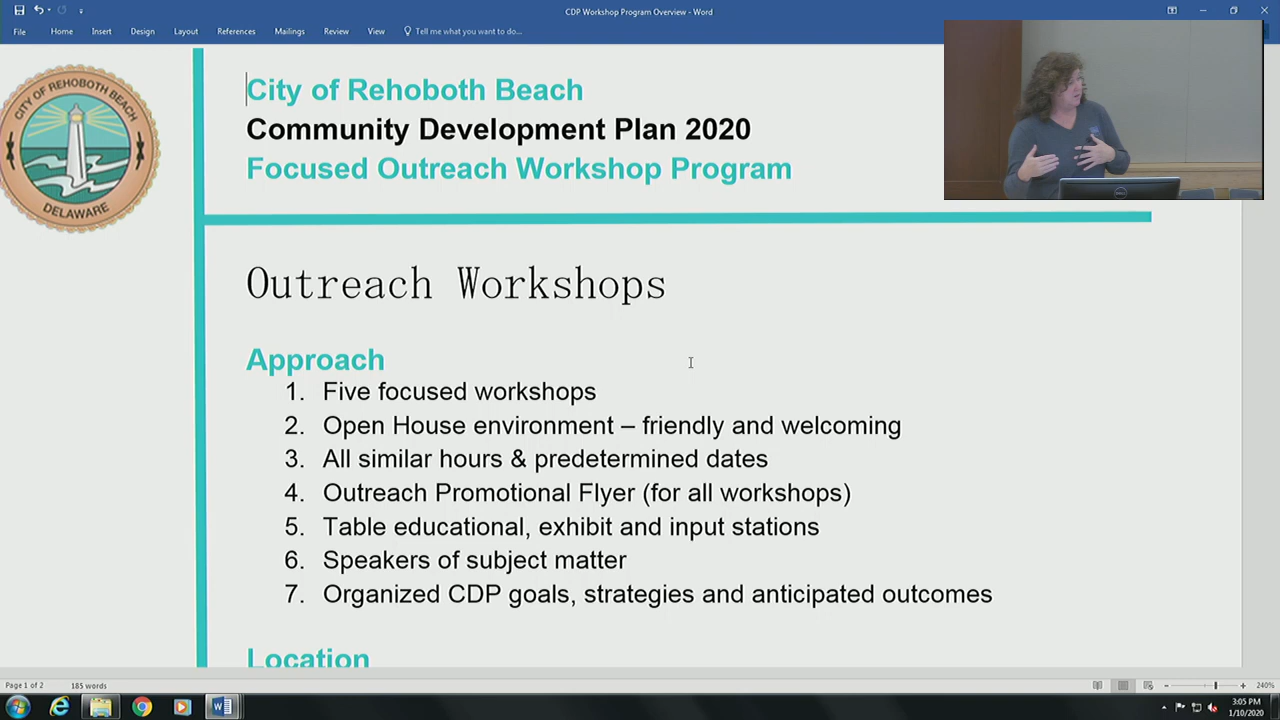 CDP Workshop Program Overview - Word
File Home Insert Design Layout References Mailings Review View Tell me what you want to do...
CITY OF REHOBOTH BEACH
DELAWARE
City of Rehoboth Beach
Community Development Plan 2020
Focused Outreach Workshop Program
DELL
Outreach Workshops
Approach
1. Five focused workshops
2. Open House environment – friendly and welcoming
3. All similar hours & predetermined dates
4. Outreach Promotional Flyer (for all workshops)
5. Table educational, exhibit and input stations
6. Speakers of subject matter
7. Organized CDP goals, strategies and anticipated outcomes
Location
Page 1 of 2 185 words 240%
3:05 PM
1/10/2020